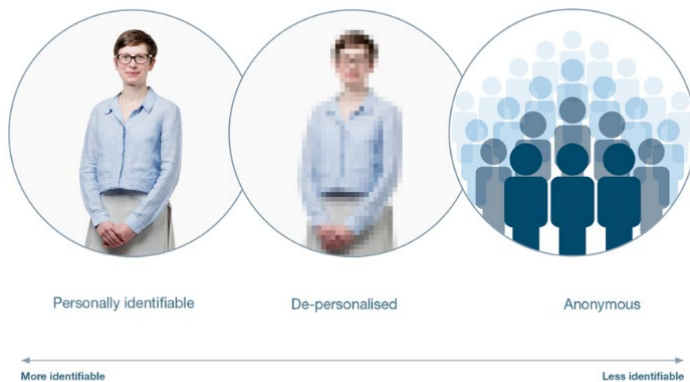 Personally identifiable
De-personalised
Anonymous
More identifiable
Less identifiable